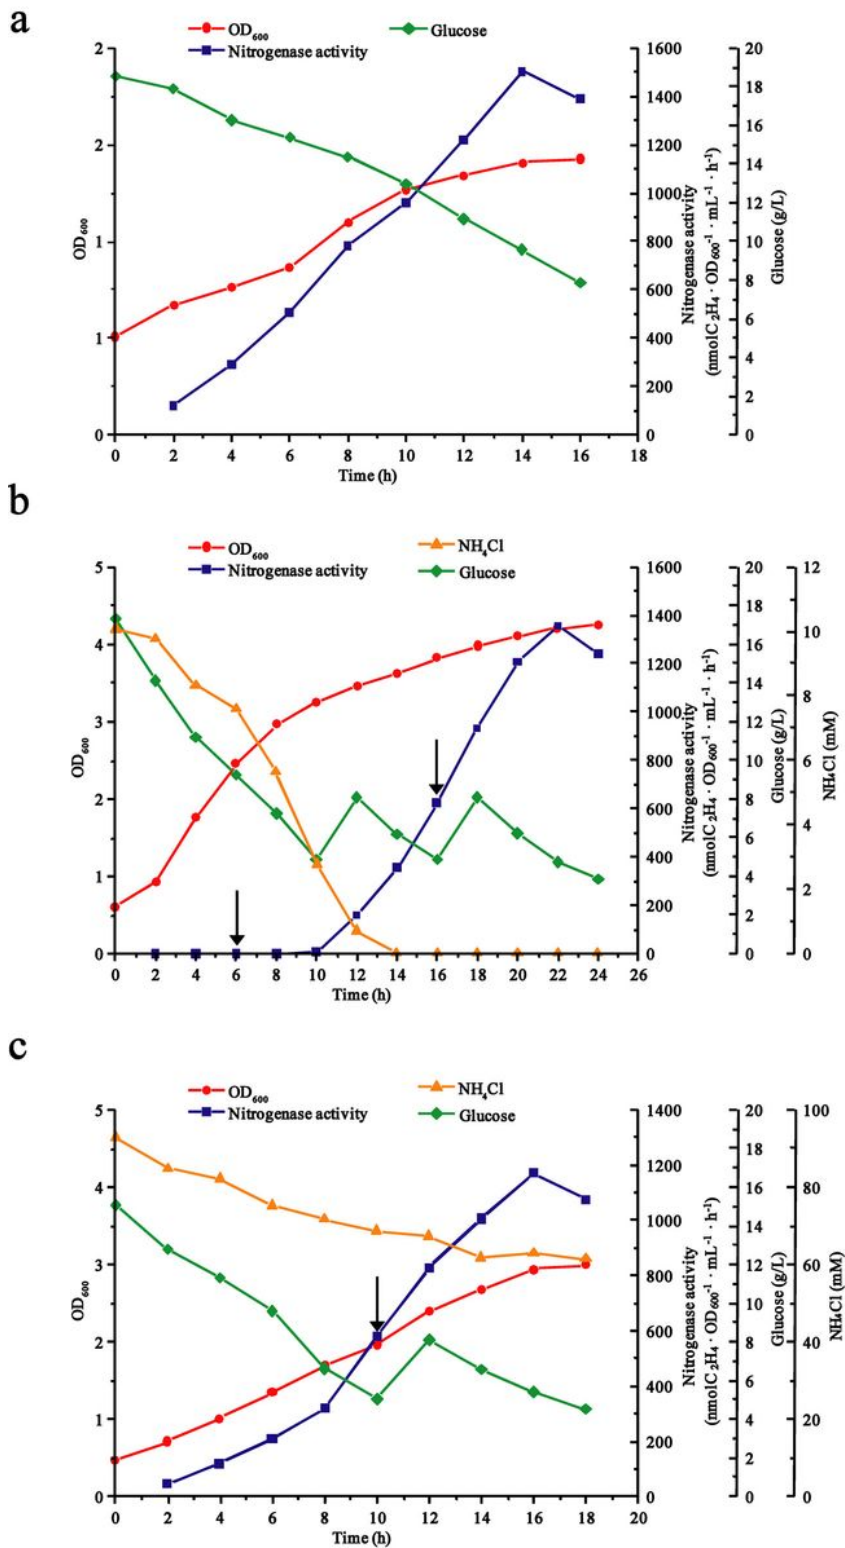 a
OD600 Glucose
Nitrogenase activity
2 1600 20
1400 18
2 1200 16
14
1000 12
1 800 10
600 8
1 400 6
4
200 2
0 0 0
0 2 4 6 8 10 12 14 16 18
Time (h)
OD600
Nitrogenase activity
(nmolC2H4 · OD600-1 · mL-1 · h-1)
Glucose (g/L)
b
OD600 NH4Cl
Nitrogenase activity Glucose
5 1600 20 12
1400 18
4 1200 16 10
14
3 1000 12 8
800 10 6
2 600 8
1 400 6 4
4
200 2 2
0 0 0 0
0 2 4 6 8 10 12 14 16 18 20 22 24 26
Time (h)
OD600
Nitrogenase activity
(nmolC2H4 · OD600-1 · mL-1 · h-1)
Glucose (g/L)
NH4Cl (mM)
c
OD600 NH4Cl
Nitrogenase activity Glucose
5 1400 20 100
1200 18
4 16 80
1000 14
3 800 12 60
10
2 600 8 40
400 6
1 4 20
200 2
0 0 0 0
0 2 4 6 8 10 12 14 16 18 20
Time (h)
OD600
Nitrogenase activity
(nmolC2H4 · OD600-1 · mL-1 · h-1)
Glucose (g/L)
NH4Cl (mM)